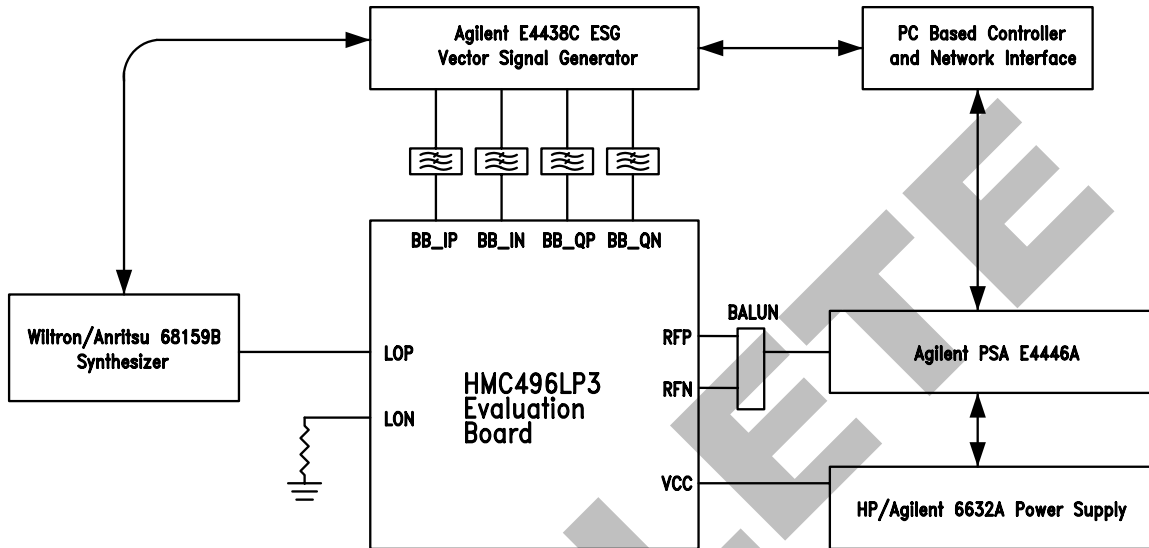 Agilent E4438C ESG
Vector Signal Generator
PC Based Controller
and Network Interface
BB_IP BB_IN BB_QP BB_QN
Wiltron/Anritsu 68159B
Synthesizer
LOP
LON
HMC496LP3
Evaluation
Board
RFP
RFN
VCC
BALUN
Agilent PSA E4446A
HP/Agilent 6632A Power Supply
LETE